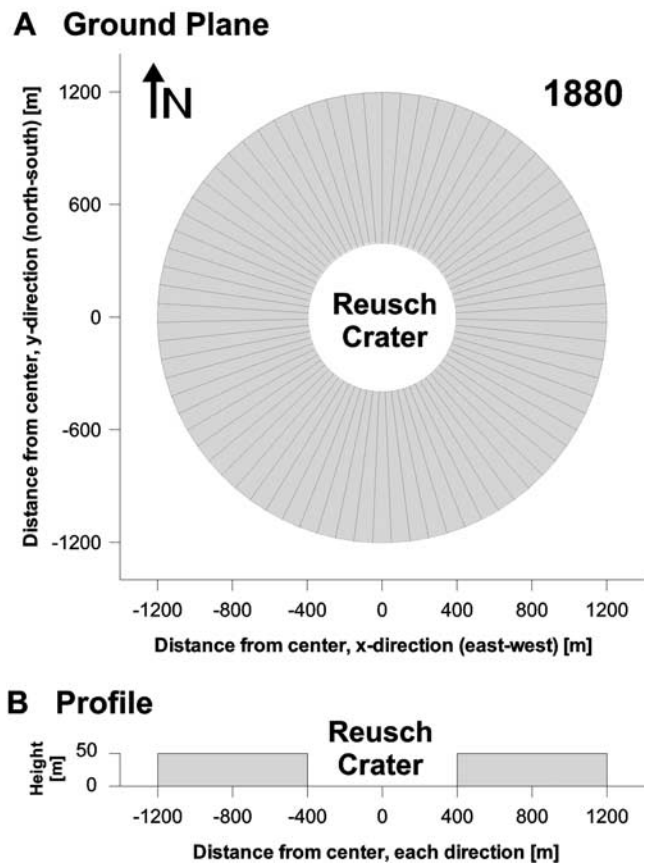 A Ground Plane
N
1880
Distance from center, y-direction (north-south) [m]
1200
600
0
-600
-1200
Reusch
Crater
-1200 -800 -400 0 400 800 1200
Distance from center, x-direction (east-west) [m]
B Profile
Height
[m]
50
0
Reusch
Crater
-1200 -800 -400 0 400 800 1200
Distance from center, each direction [m]